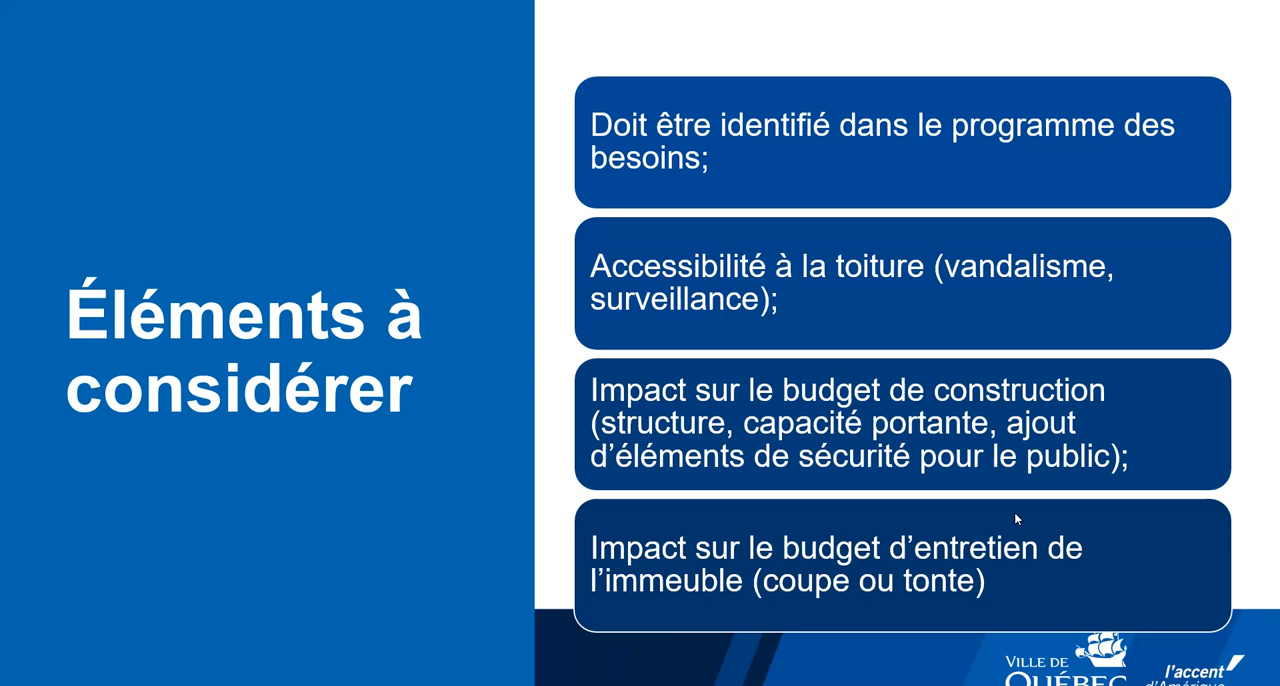 Éléments à
considérer
Doit être identifié dans le programme des
besoins;
Accessibilité à la toiture (vandalisme,
surveillance);
Impact sur le budget de construction
(structure, capacité portante, ajout
d’éléments de sécurité pour le public);
Impact sur le budget d’entretien de
l’immeuble (coupe ou tonte)
VILLE DE
QUÉBEC
l’accent
d’Amérique